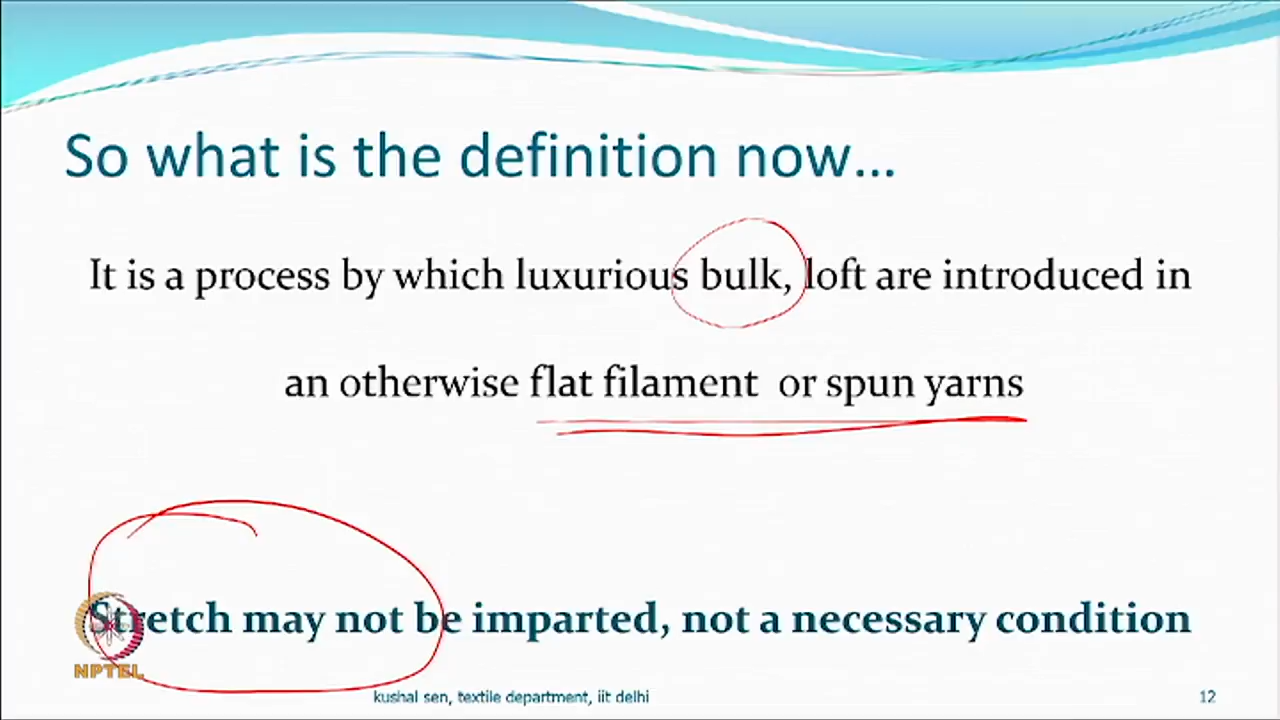 So what is the definition now...
It is a process by which luxurious bulk, loft are introduced in
an otherwise flat filament or spun yarns
Stretch may not be imparted, not a necessary condition
NPTEL
kushal sen, textile department, iit delhi
12